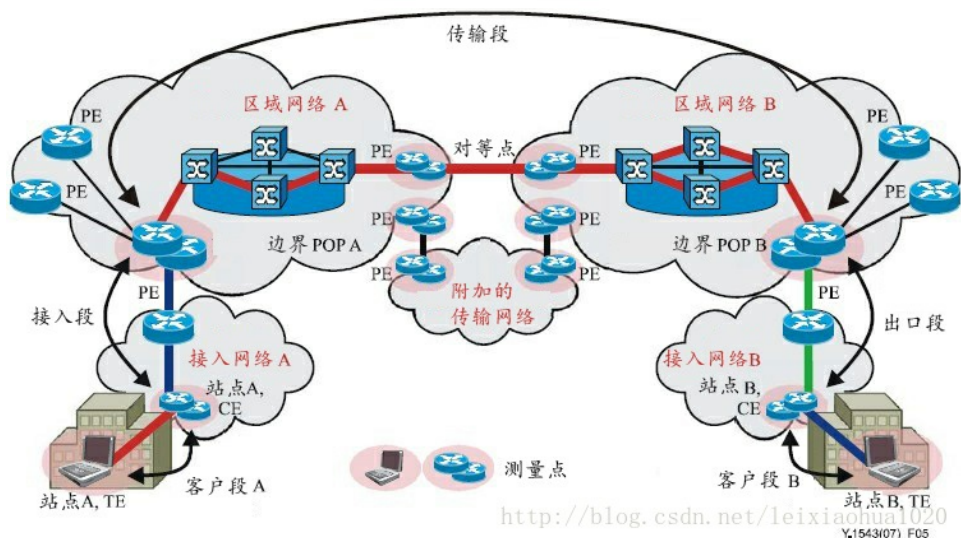 传输段
区域网络 A
区域网络 B
PE
PE
PE
对等点
PE
PE
PE
PE
PE
边界 POP A
边界 POP B
PE
PE
PE
PE
附加的
传输网络
接入段
出口段
接入网络 A
站点A,
CE
接入网络B
站点 B,
CE
客户段 A
测量点
客户段 B
站点A, TE
站点B, TE
http://blog.csdn.net/leixiaohua1020
Y.1543(07)_F05